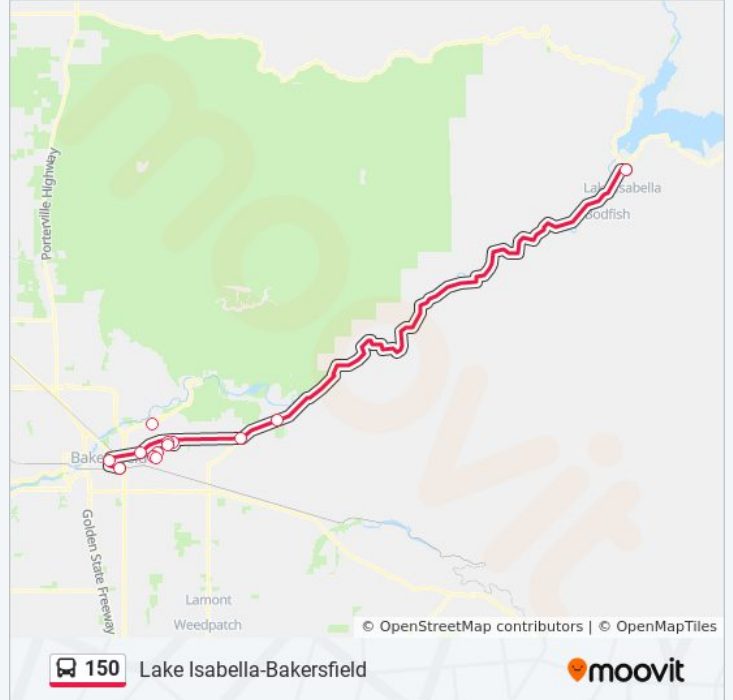 moovit
Porterville Highway
Lake Isabella
Bodfish
Bakersfield
Golden State Freeway
Lamont
Weedpatch
© OpenStreetMap contributors | © OpenMapTiles
150 Lake Isabella-Bakersfield
moovit